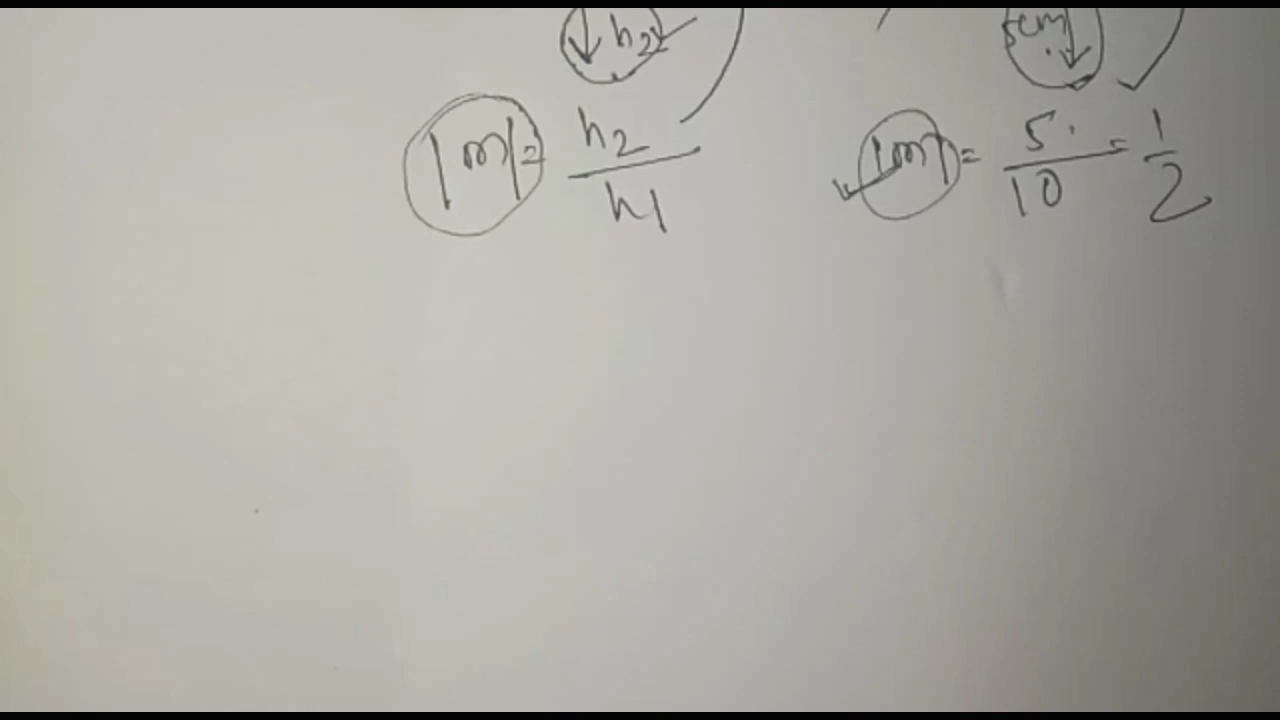 ↓ h2 5cm ↓
|m| = h2/h1 |m| = 5/10 = 1/2